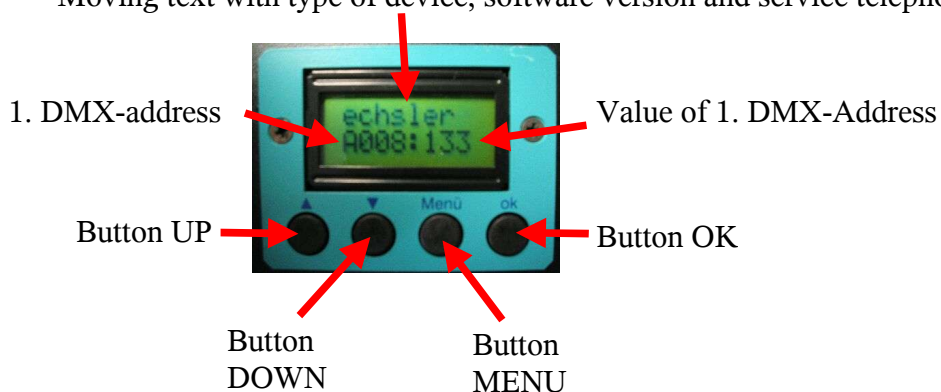 Moving text with type of device, software version and service
echsler
1. DMX-address
A008:133
Value of 1. DMX-Address
▲ ▼ Menü ok
Button UP
Button OK
Button
DOWN
Button
MENU